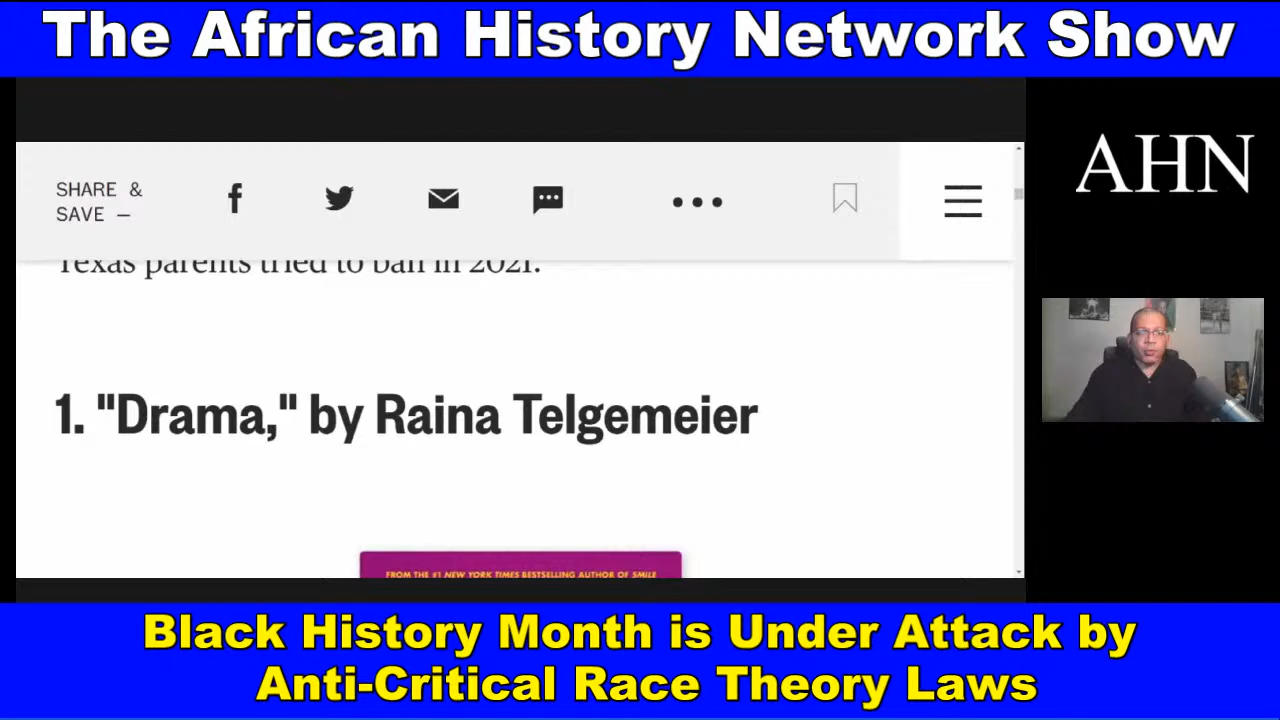 The African History Network Show
AHN
SHARE &
SAVE —
Texas parents tried to ban in 2021.
1. "Drama," by Raina Telgemeier
FROM THE #1 NEW YORK TIMES BESTSELLING AUTHOR OF SMILE
Black History Month is Under Attack by
Anti-Critical Race Theory Laws